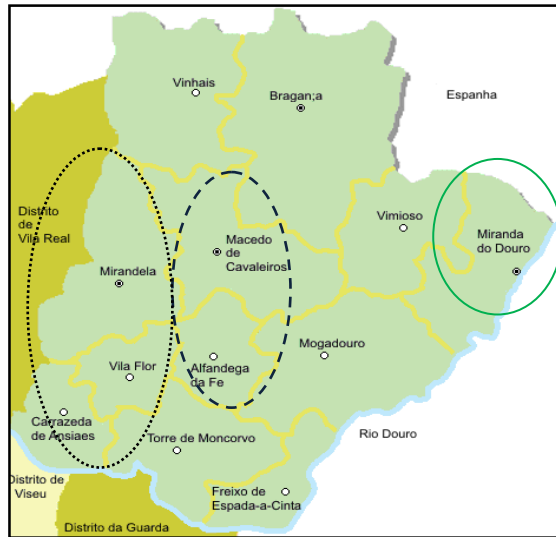 Vinhais
Bragan;a
Espanha
Distrito
de
Vila Real
Macedo
de
Cavaleiros
Vimioso
Miranda
do Douro
Mirandela
Mogadouro
Vila Flor
Alfandega
da Fe
Carrazeda
de Ansiaes
Torre de Moncorvo
Rio Douro
Distrito de
Viseu
Freixo de
Espada-a-Cinta
Distrito da Guarda